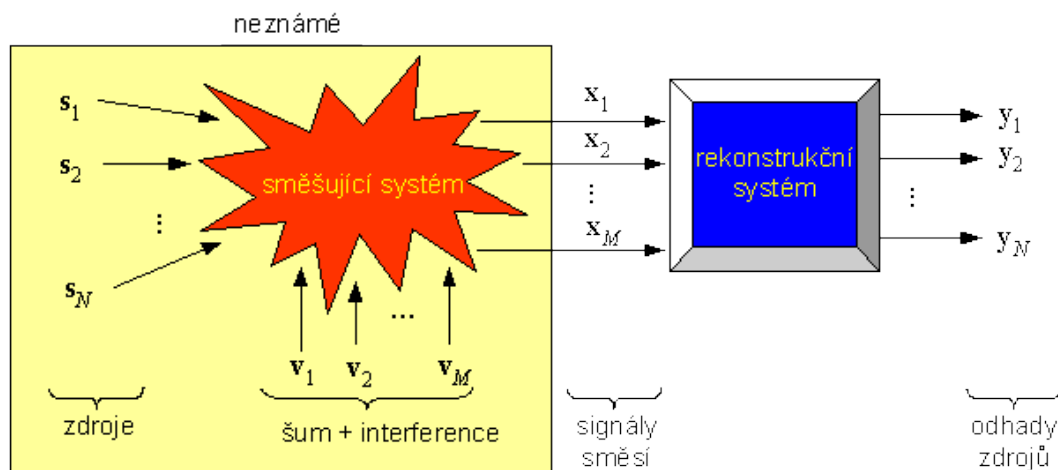 neznámé
s1
s2
⋮
sN
směšující systém
v1 v2 ... vM
x1
x2
⋮
xM
rekonstrukční
systém
y1
y2
⋮
yN
zdroje
šum + interference
signály
směsí
odhady
zdrojů